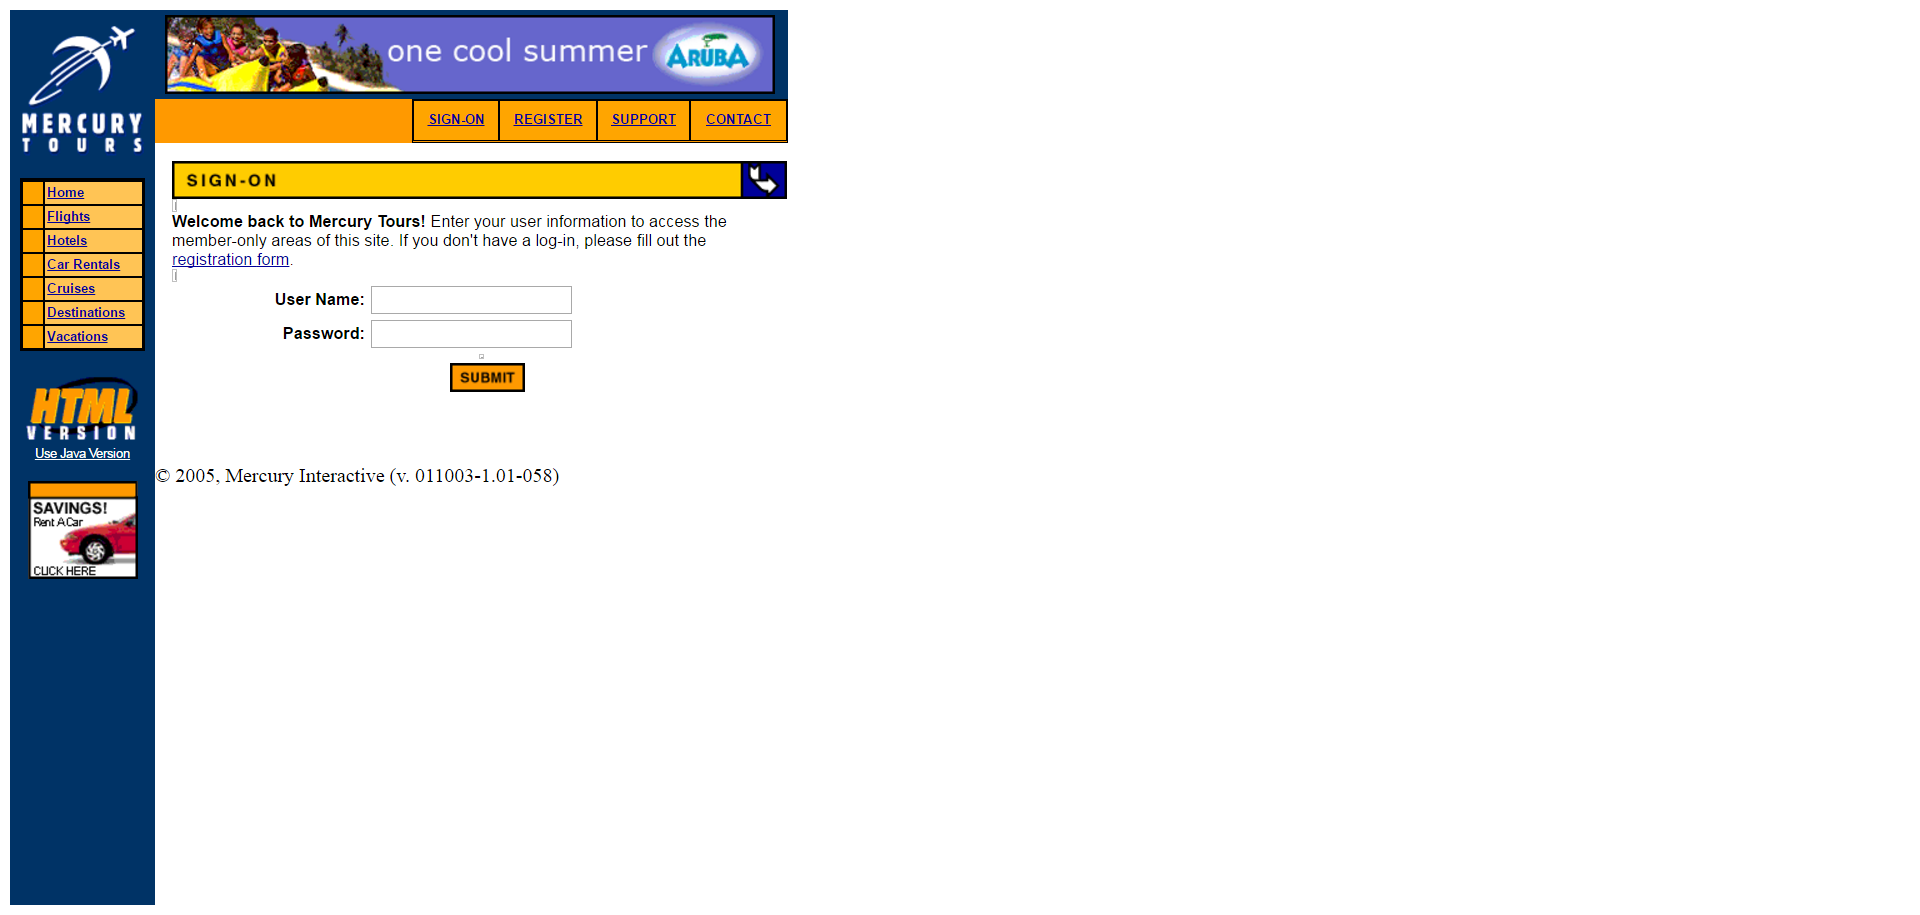 MERCURY
TOURS
one cool summer
ARUBA
SIGN-ON
REGISTER
SUPPORT
CONTACT
Home
Flights
Hotels
Car Rentals
Cruises
Destinations
Vacations
HTML
VERSION
Use Java Version
SAVINGS!
Rent A Car
CLICK HERE
SIGN-ON
Welcome back to Mercury Tours! Enter your user information to access the
member-only areas of this site. If you don't have a log-in, please fill out the
registration form.
User Name:
Password:
SUBMIT
© 2005, Mercury Interactive (v. 011003-1.01-058)